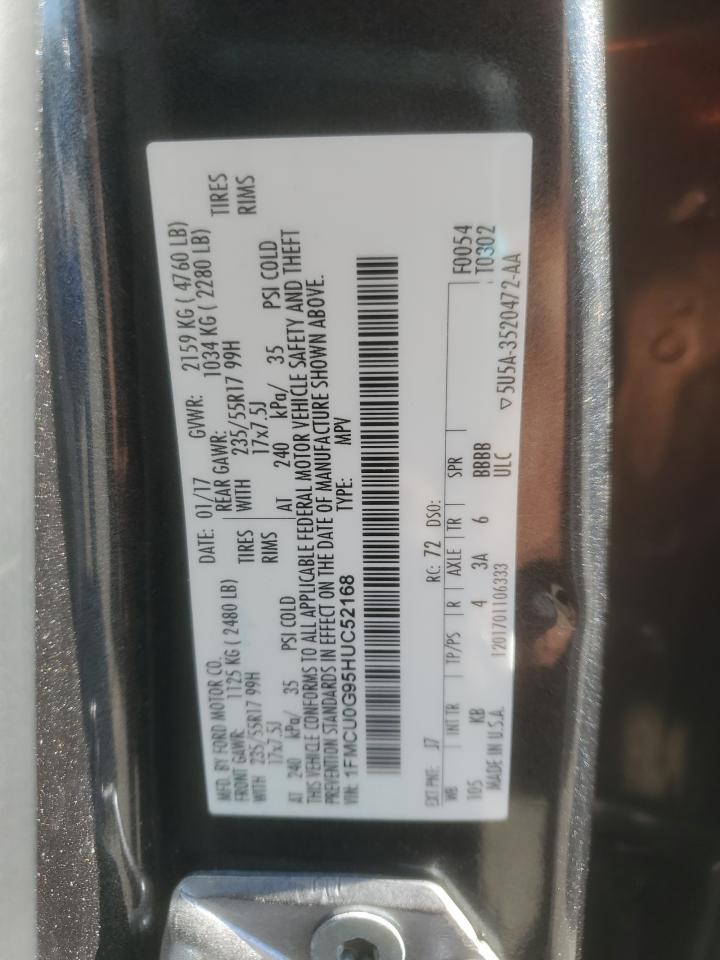 MFD. BY FORD MOTOR CO. DATE: 01/17 GVWR: 2159 KG ( 4760 LB)
FRONT GAWR: 1125 KG ( 2480 LB) REAR GAWR: 1034 KG ( 2280 LB)
WITH 235/55R17 99H TIRES WITH 235/55R17 99H TIRES
17x7.5J RIMS 17x7.5J RIMS
AT 240 kPa/ 35 PSI COLD AT 240 kPa/ 35 PSI COLD
THIS VEHICLE CONFORMS TO ALL APPLICABLE FEDERAL MOTOR VEHICLE SAFETY AND THEFT
PREVENTION STANDARDS IN EFFECT ON THE DATE OF MANUFACTURE SHOWN ABOVE.
VIN: 1FMCU0G95HUC52168 TYPE: MPV
EXT PNT: J7 RC: 72 DSO: F0054
WB INT TR TP/PS R AXLE TR SPR T0302
105 KB 4 3A 6 BBBB
MADE IN U.S.A. 1201701106333 ULC ▽5U5A-3520472-AA